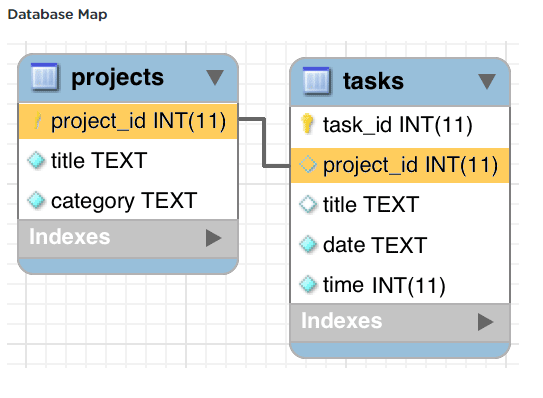 Database Map
projects
project_id INT(11)
title TEXT
category TEXT
Indexes
tasks
task_id INT(11)
project_id INT(11)
title TEXT
date TEXT
time INT(11)
Indexes